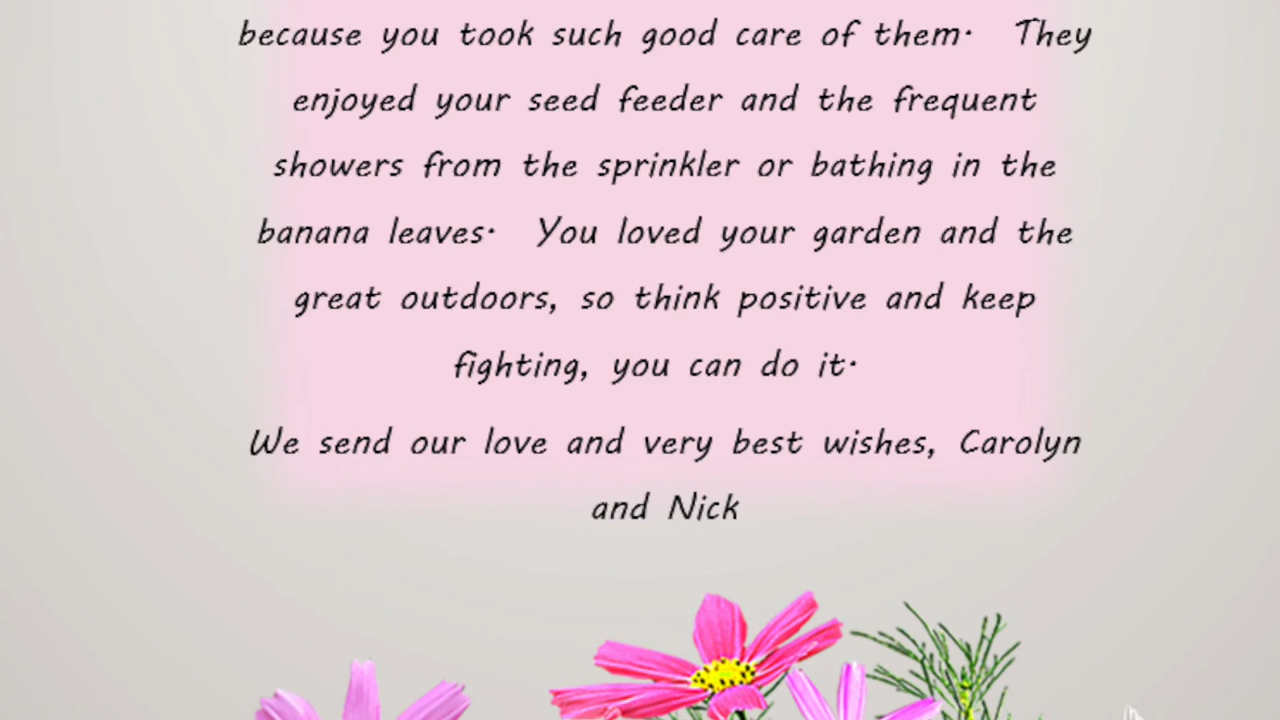 because you took such good care of them. They
enjoyed your seed feeder and the frequent
showers from the sprinkler or bathing in the
banana leaves. You loved your garden and the
great outdoors, so think positive and keep
fighting, you can do it.
We send our love and very best wishes, Carolyn
and Nick